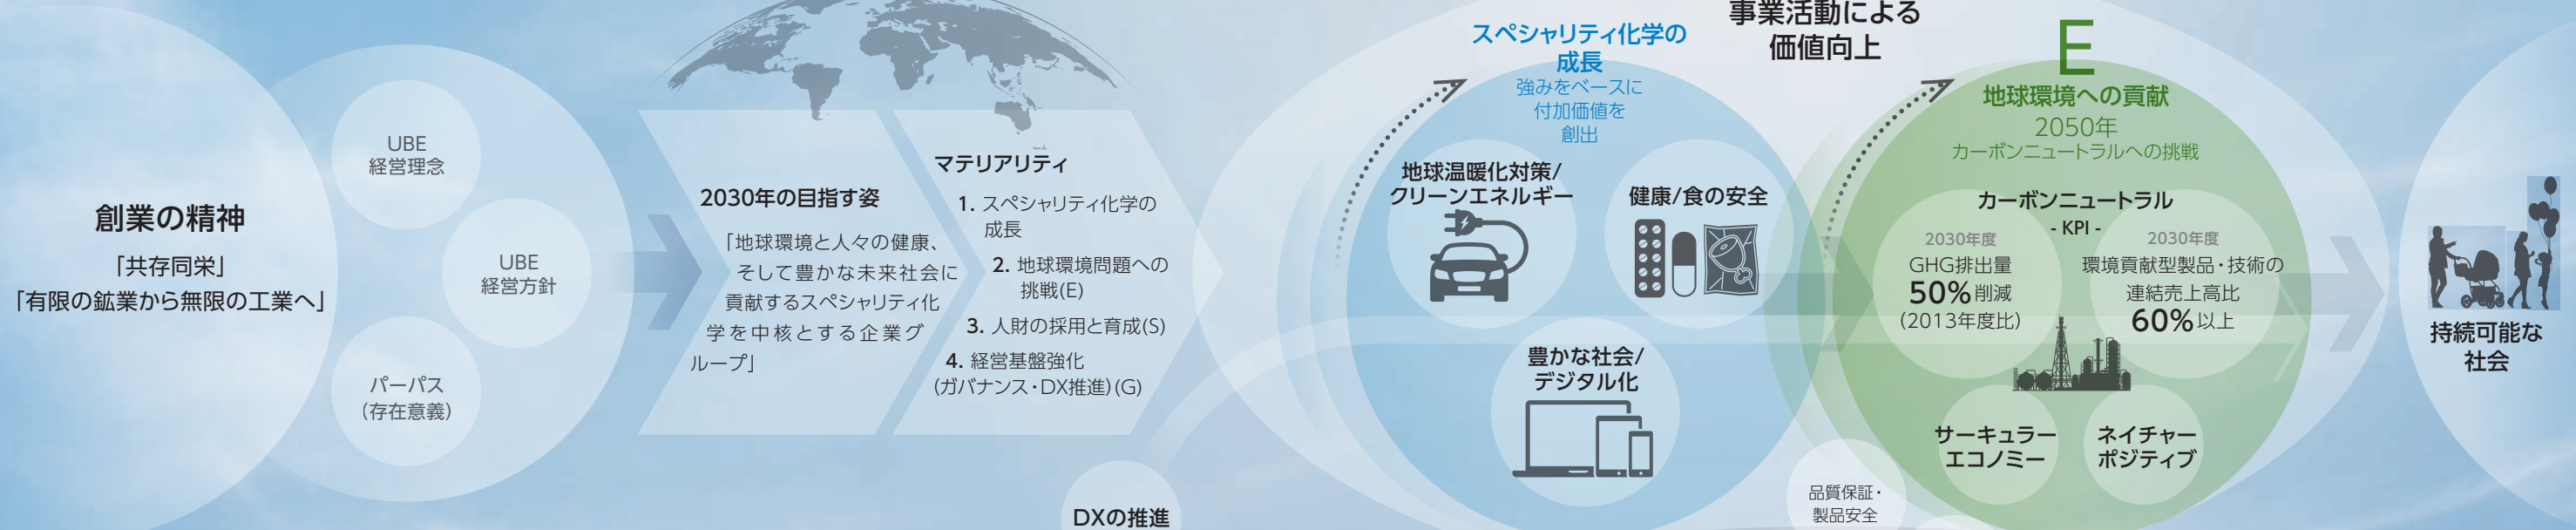 創業の精神
「共存同栄」
「有限の鉱業から無限の工業へ」
UBE
経営理念
UBE
経営方針
パーパス
(存在意義)
2030年の目指す姿
「地球環境と人々の健康、
そして豊かな未来社会に
貢献するスペシャリティ化
学を中核とする企業グ
ループ」
マテリアリティ
1. スペシャリティ化学の
成長
2. 地球環境問題への
挑戦(E)
3. 人財の採用と育成(S)
4. 経営基盤強化
(ガバナンス・DX推進)(G)
DXの推進
事業活動による
価値向上
スペシャリティ化学の
成長
強みをベースに
付加価値を
創出
地球温暖化対策/
クリーンエネルギー
健康/食の安全
豊かな社会/
デジタル化
E
地球環境への貢献
2050年
カーボンニュートラルへの挑戦
カーボンニュートラル
- KPI -
2030年度
GHG排出量
50%削減
(2013年度比)
2030年度
環境貢献型製品・技術の
連結売上高比
60%以上
サーキュラー
エコノミー
ネイチャー
ポジティブ
品質保証・
製品安全
持続可能な
社会